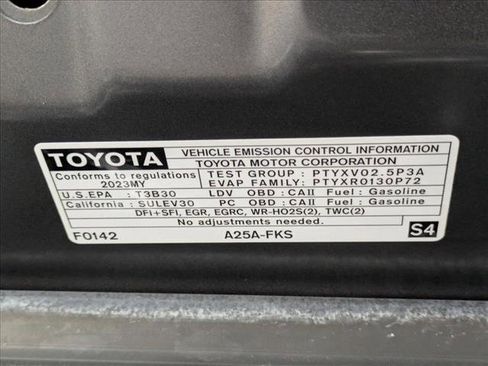 TOYOTA VEHICLE EMISSION CONTROL INFORMATION
TOYOTA MOTOR CORPORATION
Conforms to regulations TEST GROUP : PTYXV02.5P3A
2023MY EVAP FAMILY: PTYXR0130P72
U.S.EPA : T3B30 LDV OBD : CAII Fuel : Gasoline
California : SULEV30 PC OBD : CAII Fuel : Gasoline
DFI+SFI, EGR, EGRC, WR-HO2S(2), TWC(2)
No adjustments needed.
F0142 A25A-FKS S4